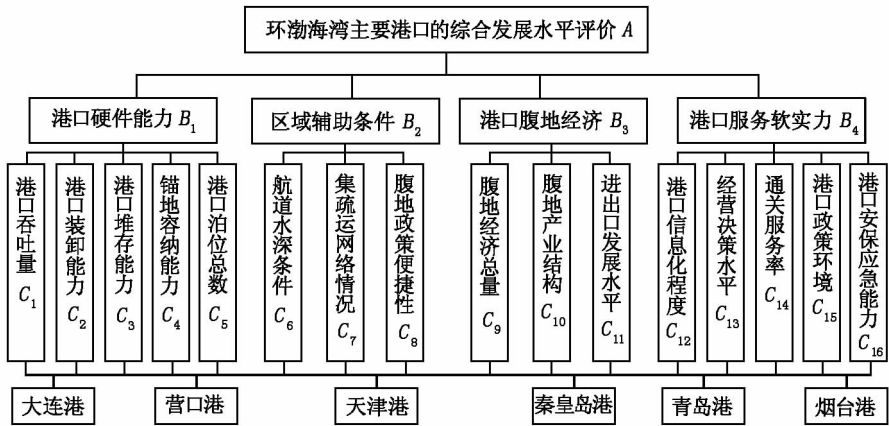 环渤海湾主要港口的综合发展水平评价 A
港口硬件能力 B₁
区域辅助条件 B₂
港口腹地经济 B₃
港口服务软实力 B₄
港口吞吐量 C₁
港口装卸能力 C₂
港口堆存能力 C₃
锚地容纳能力 C₄
港口泊位总数 C₅
航道水深条件 C₆
集疏运网络情况 C₇
腹地政策便捷性 C₈
腹地经济总量 C₉
腹地产业结构 C₁₀
进出口发展水平 C₁₁
港口信息化程度 C₁₂
经营决策水平 C₁₃
通关服务率 C₁₄
港口政策环境 C₁₅
港口安保应急能力 C₁₆
大连港
营口港
天津港
秦皇岛港
青岛港
烟台港